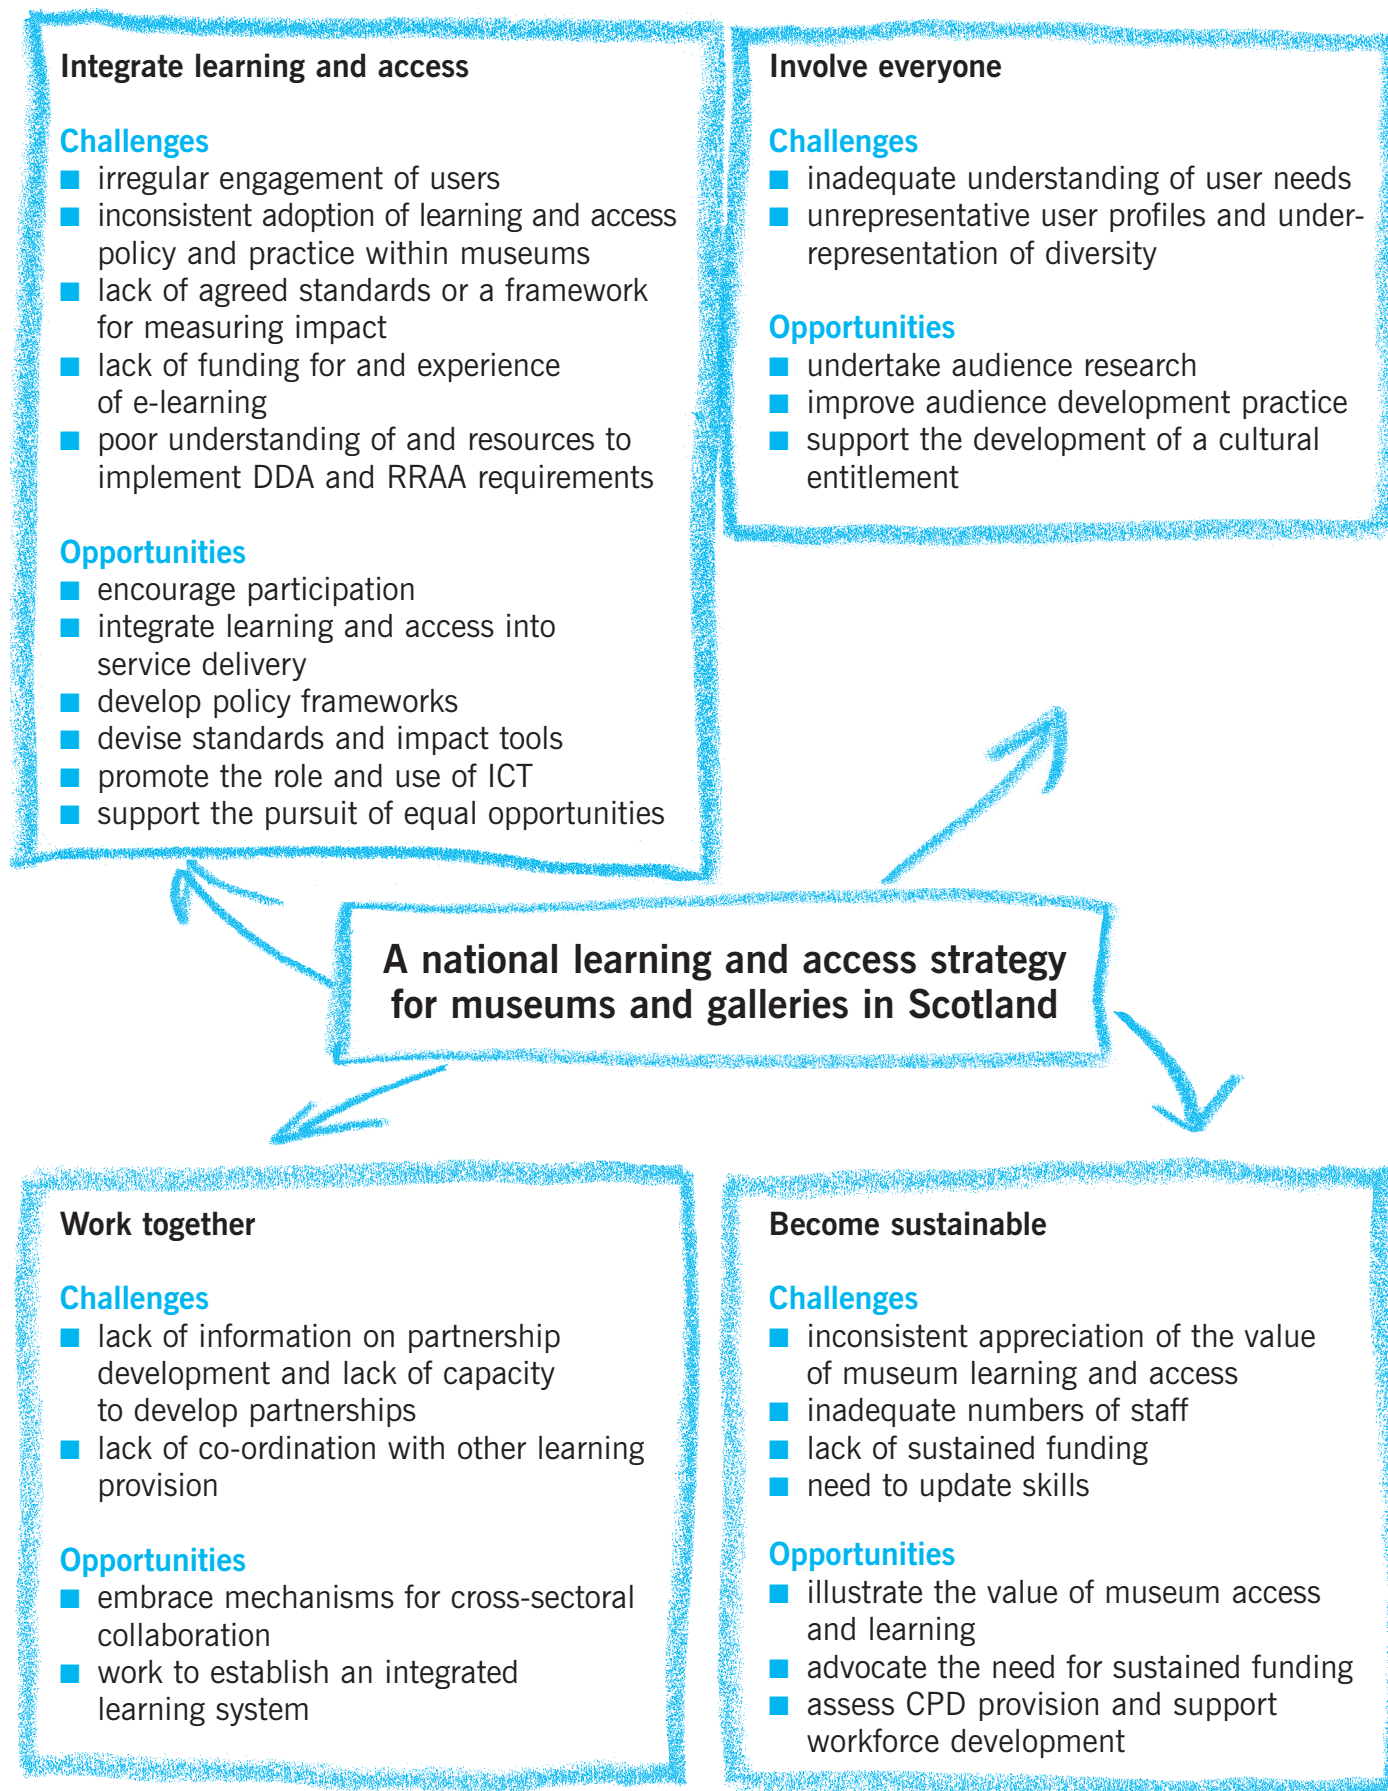 Integrate learning and access
Challenges
■ irregular engagement of users
■ inconsistent adoption of learning and access
policy and practice within museums
■ lack of agreed standards or a framework
for measuring impact
■ lack of funding for and experience
of e-learning
■ poor understanding of and resources to
implement DDA and RRAA requirements
Opportunities
■ encourage participation
■ integrate learning and access into
service delivery
■ develop policy frameworks
■ devise standards and impact tools
■ promote the role and use of ICT
■ support the pursuit of equal opportunities
Involve everyone
Challenges
■ inadequate understanding of user needs
■ unrepresentative user profiles and under-
representation of diversity
Opportunities
■ undertake audience research
■ improve audience development practice
■ support the development of a cultural
entitlement
A national learning and access strategy
for museums and galleries in Scotland
Work together
Challenges
■ lack of information on partnership
development and lack of capacity
to develop partnerships
■ lack of co-ordination with other learning
provision
Opportunities
■ embrace mechanisms for cross-sectoral
collaboration
■ work to establish an integrated
learning system
Become sustainable
Challenges
■ inconsistent appreciation of the value
of museum learning and access
■ inadequate numbers of staff
■ lack of sustained funding
■ need to update skills
Opportunities
■ illustrate the value of museum access
and learning
■ advocate the need for sustained funding
■ assess CPD provision and support
workforce development